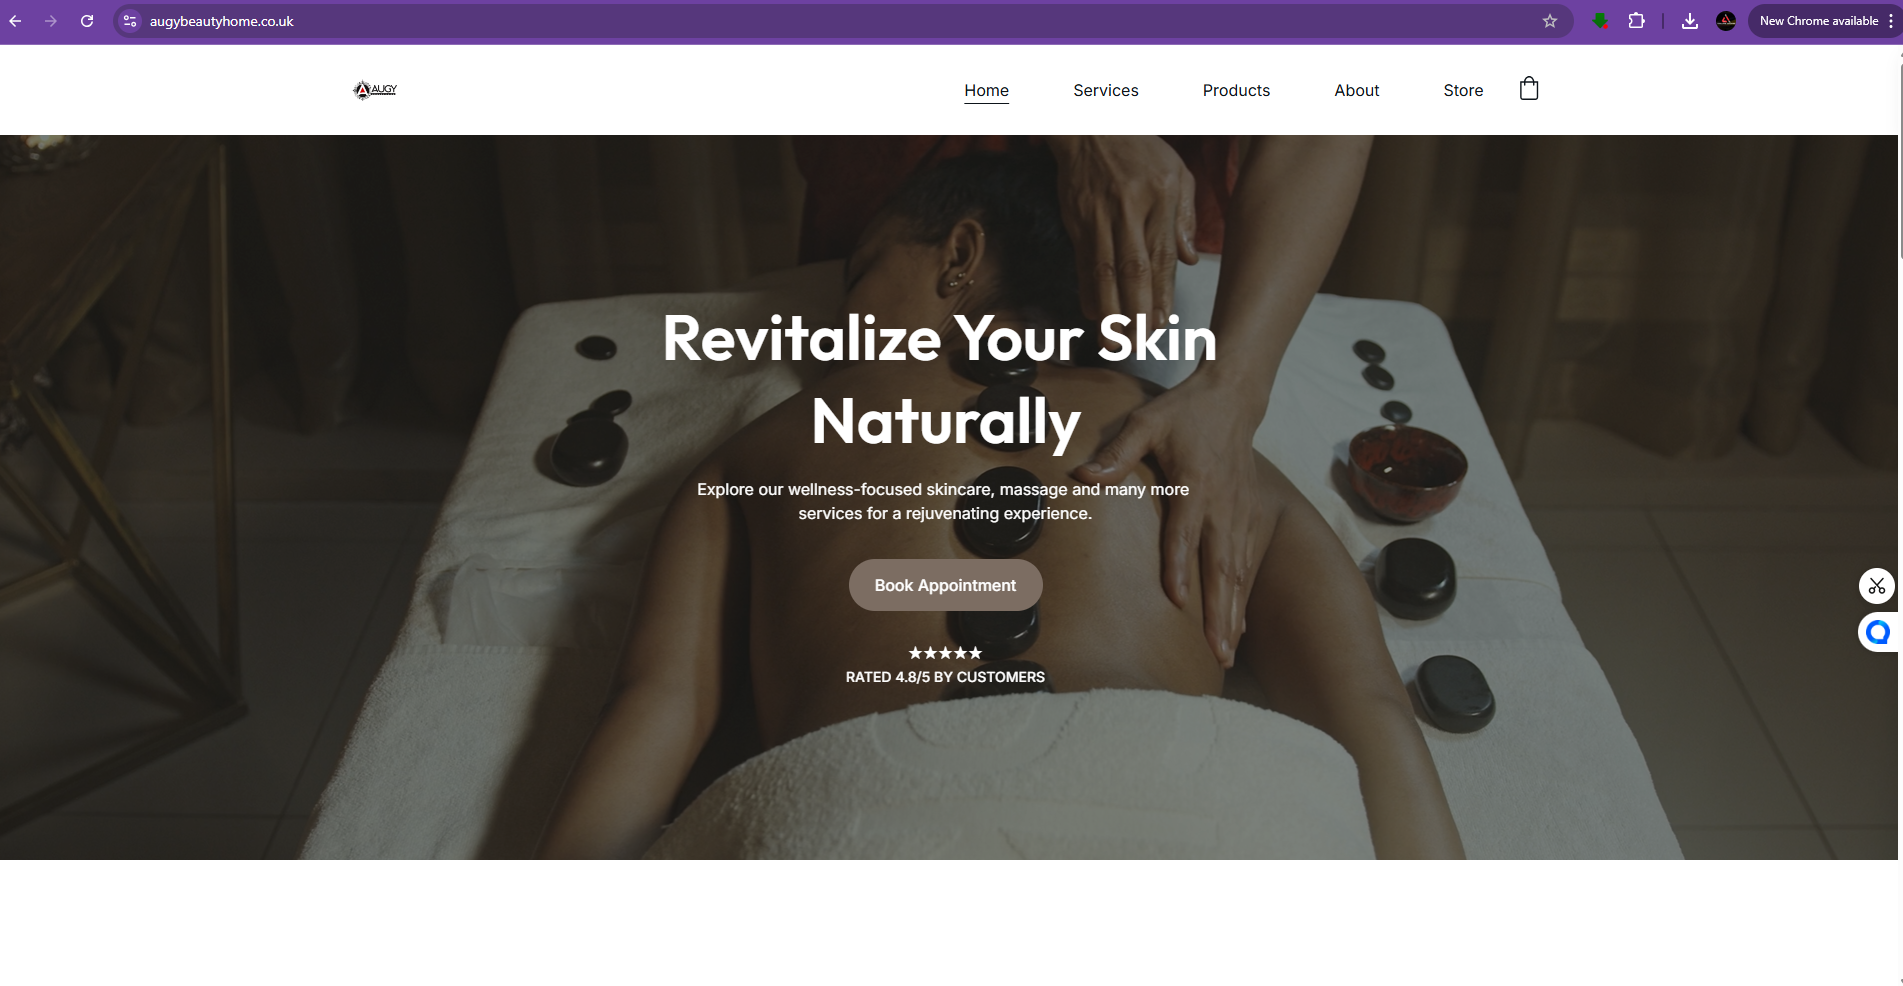 augybeautyhome.co.uk
New Chrome available
AUGY
Home
Services
Products
About
Store
Revitalize Your Skin
Naturally
Explore our wellness-focused skincare, massage and many more
services for a rejuvenating experience.
Book Appointment
★★★★★
RATED 4.8/5 BY CUSTOMERS